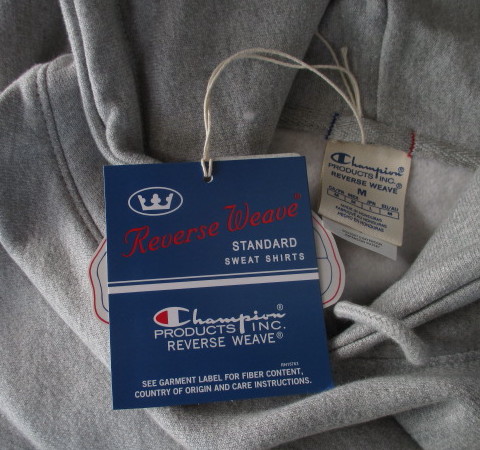 Reverse Weave®
STANDARD
SWEAT SHIRTS
Champion®
PRODUCTS INC.
REVERSE WEAVE®
SEE GARMENT LABEL FOR FIBER CONTENT,
COUNTRY OF ORIGIN AND CARE INSTRUCTIONS.
Champion®
PRODUCTS INC.
REVERSE WEAVE®
M